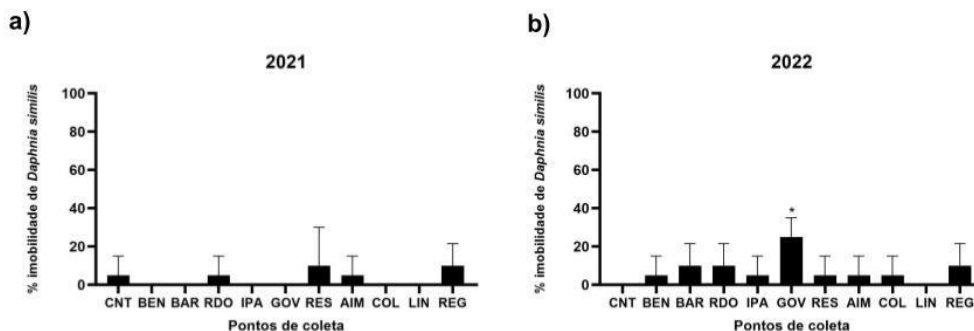 a)
2021
% imobilidade de Daphnia similis
100
80
60
40
20
0
CNT BEN BAR RDO IPA GOV RES AIM COL LIN REG
Pontos de coleta
b)
2022
% imobilidade de Daphnia similis
100
80
60
40
20
0
*
CNT BEN BAR RDO IPA GOV RES AIM COL LIN REG
Pontos de coleta